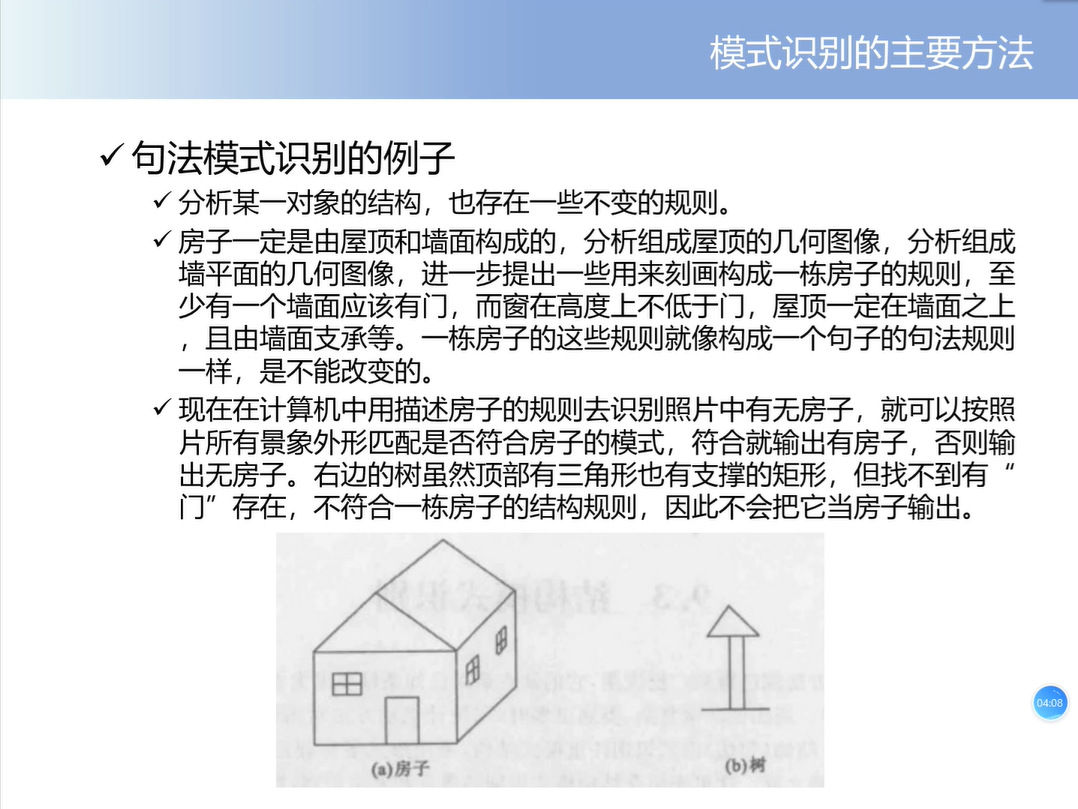 模式识别的主要方法
句法模式识别的例子
分析某一对象的结构，也存在一些不变的规则。
房子一定是由屋顶和墙面构成的，分析组成屋顶的几何图像，分析组成
墙平面的几何图像，进一步提出一些用来刻画构成一栋房子的规则，至
少有一个墙面应该有门，而窗在高度上不低于门，屋顶一定在墙面之上
，且由墙面支承等。一栋房子的这些规则就像构成一个句子的句法规则
一样，是不能改变的。
现在在计算机中用描述房子的规则去识别照片中有无房子，就可以按照
片所有景象外形匹配是否符合房子的模式，符合就输出有房子，否则输
出无房子。右边的树虽然顶部有三角形也有支撑的矩形，但找不到有“
门”存在，不符合一栋房子的结构规则，因此不会把它当房子输出。
9.3 结构模式识别
04:08
(a)房子
(b)树